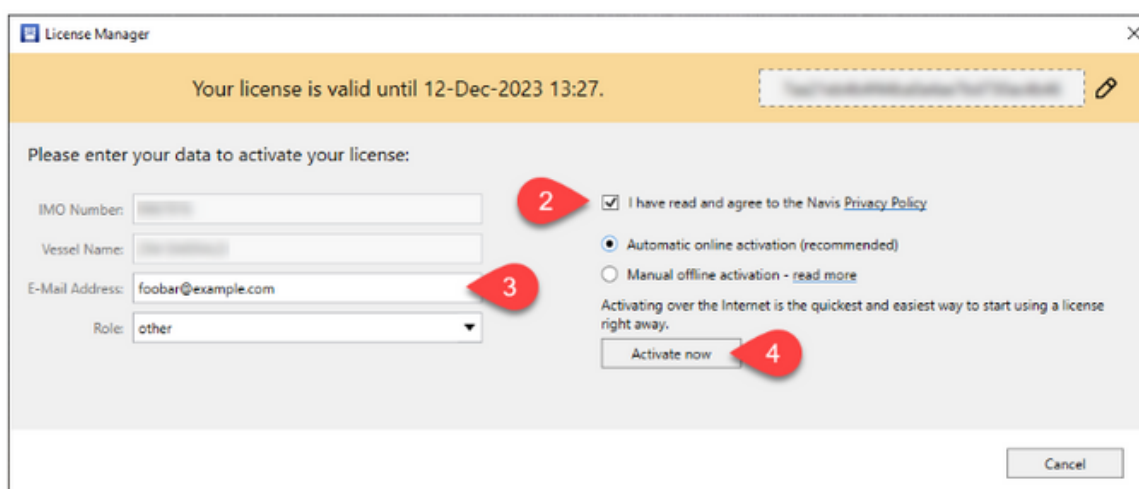 License Manager
Your license is valid until 12-Dec-2023 13:27.
Please enter your data to activate your license:
IMO Number:
Vessel Name:
E-Mail Address: foobar@example.com
3
Role: other
2
I have read and agree to the Navis Privacy Policy
Automatic online activation (recommended)
Manual offline activation - read more
Activating over the Internet is the quickest and easiest way to start using a license
right away.
Activate now
4
Cancel